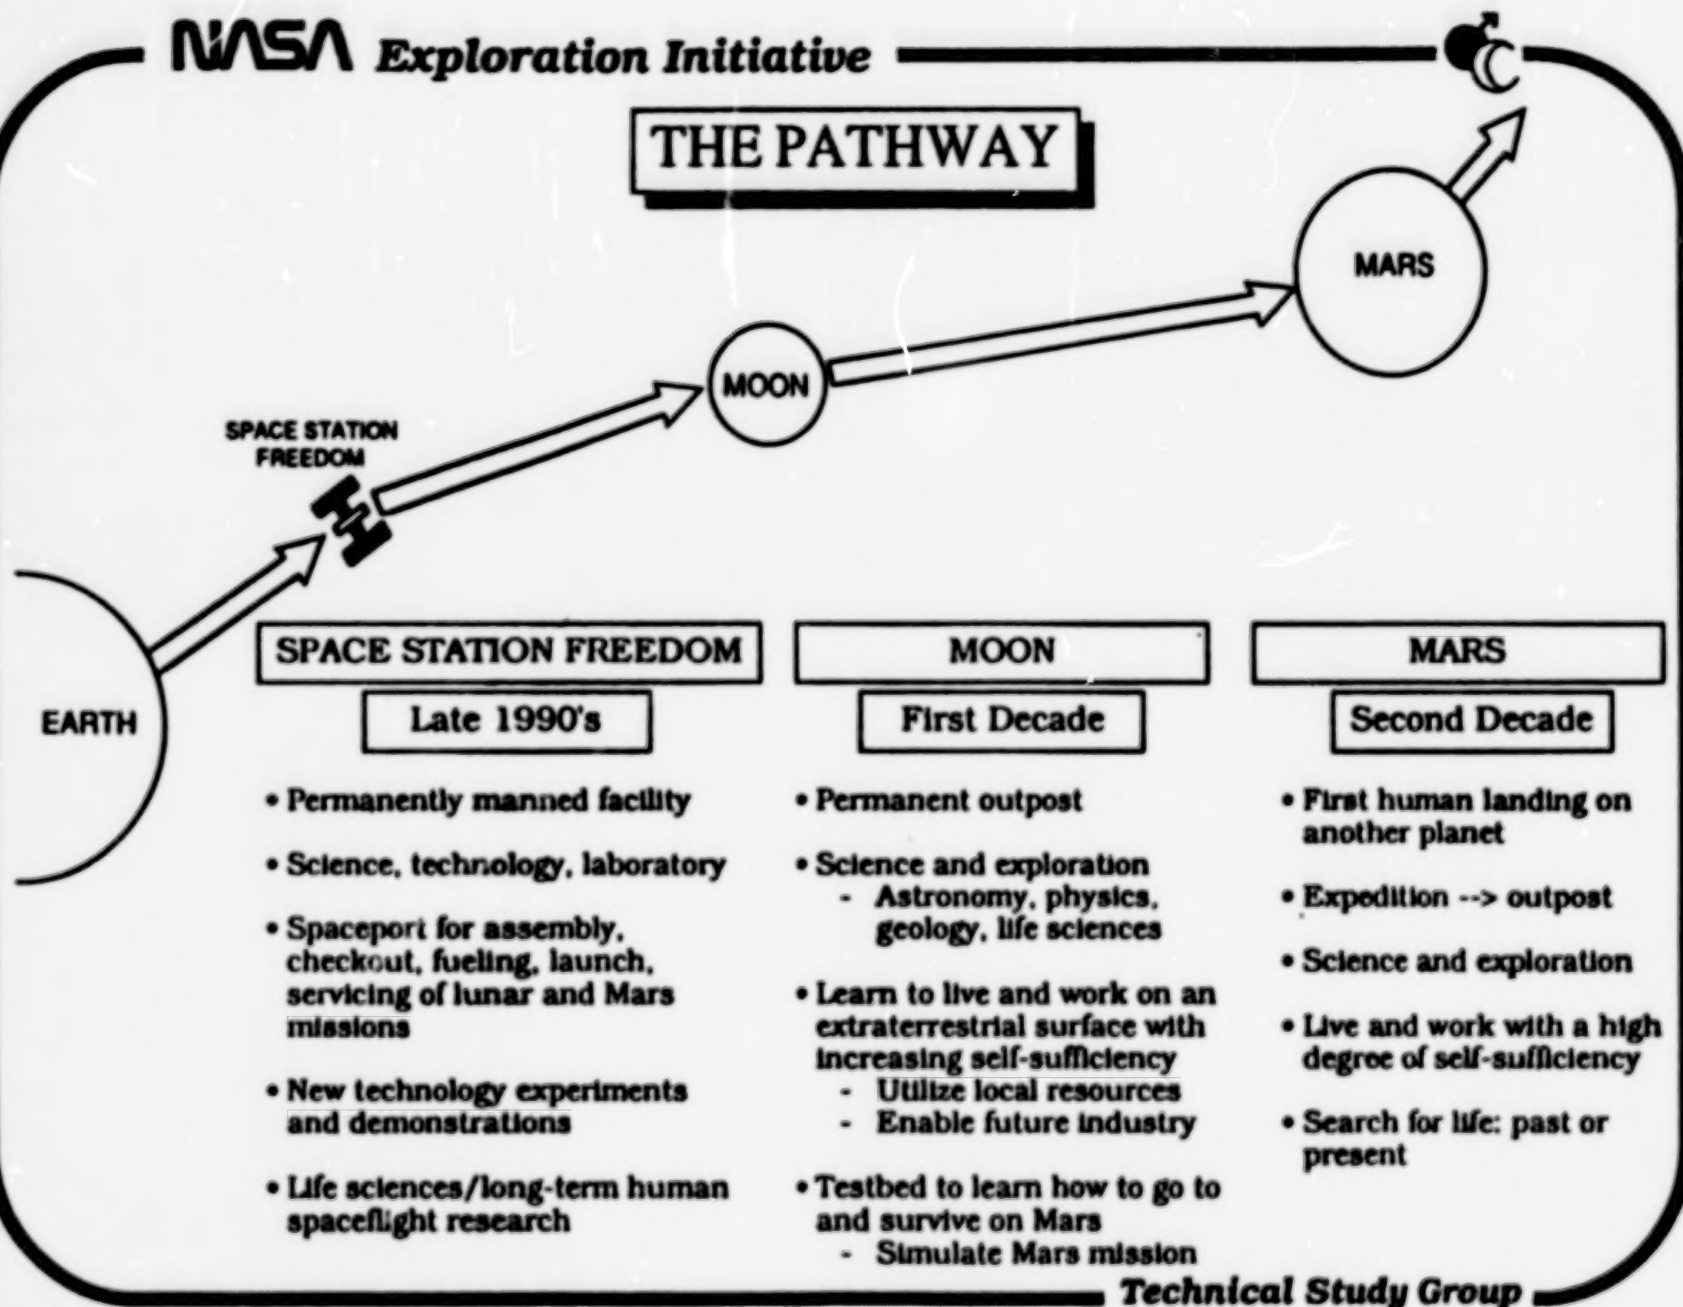 NASA Exploration Initiative
THE PATHWAY
MARS
MOON
SPACE STATION
FREEDOM
EARTH
SPACE STATION FREEDOM
Late 1990's
• Permanently manned facility
• Science, technology, laboratory
• Spaceport for assembly,
checkout, fueling, launch,
servicing of lunar and Mars
missions
• New technology experiments
and demonstrations
• Life sciences/long-term human
spaceflight research
MOON
First Decade
• Permanent outpost
• Science and exploration
- Astronomy, physics,
geology, life sciences
• Learn to live and work on an
extraterrestrial surface with
increasing self-sufficiency
- Utilize local resources
- Enable future industry
• Testbed to learn how to go to
and survive on Mars
- Simulate Mars mission
MARS
Second Decade
• First human landing on
another planet
• Expedition --> outpost
• Science and exploration
• Live and work with a high
degree of self-sufficiency
• Search for life: past or
present
Technical Study Group